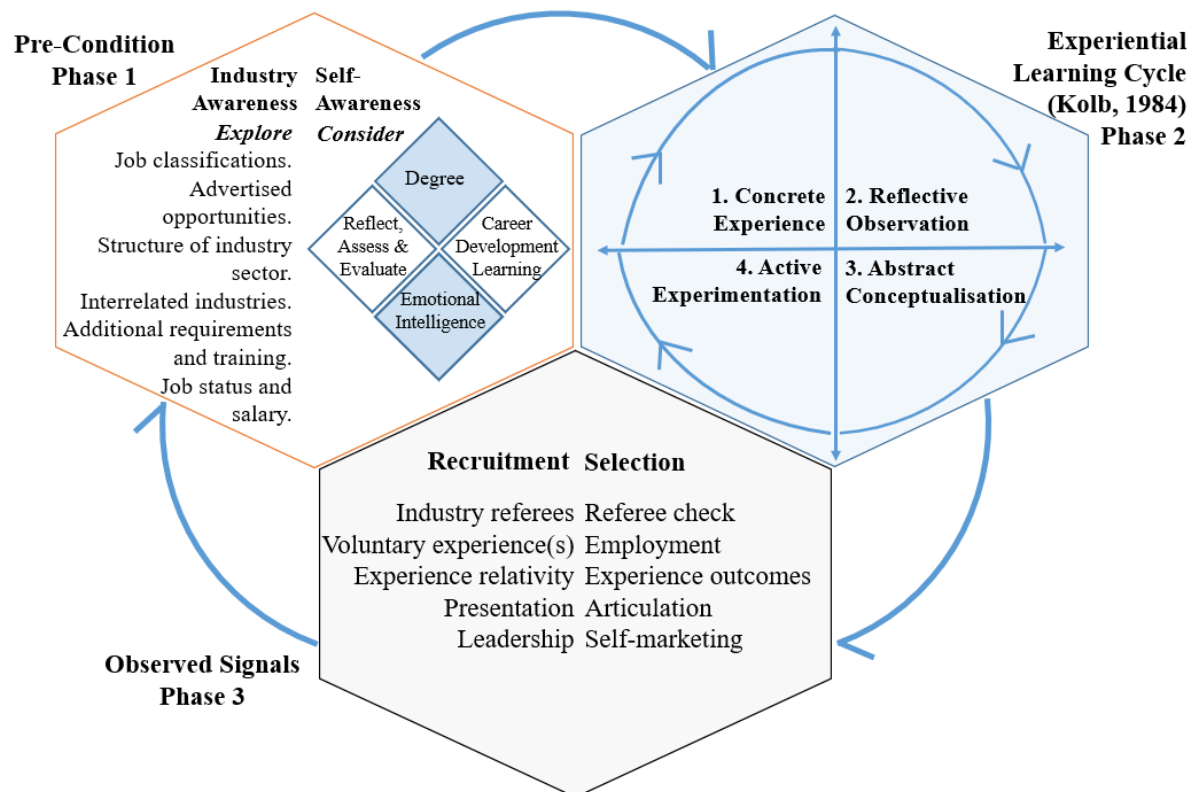 Pre-Condition
Phase 1
Industry
Awareness
Explore
Job classifications.
Advertised
opportunities.
Structure of industry
sector.
Interrelated industries.
Additional requirements
and training.
Job status and
salary.
Self-
Awareness
Consider
Degree
Reflect,
Assess &
Evaluate
Career
Development
Learning
Emotional
Intelligence
Experiential
Learning Cycle
(Kolb, 1984)
Phase 2
1. Concrete
Experience
2. Reflective
Observation
4. Active
Experimentation
3. Abstract
Conceptualisation
Recruitment
Industry referees
Voluntary experience(s)
Experience relativity
Presentation
Leadership
Selection
Referee check
Employment
Experience outcomes
Articulation
Self-marketing
Observed Signals
Phase 3